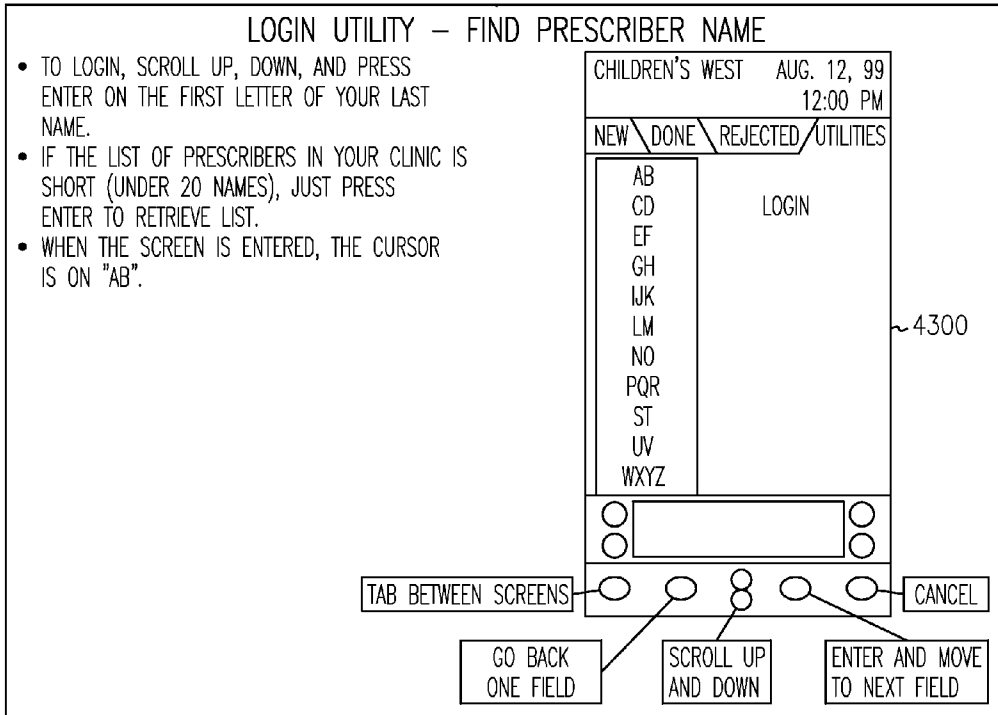 LOGIN UTILITY – FIND PRESCRIBER NAME
• TO LOGIN, SCROLL UP, DOWN, AND PRESS
ENTER ON THE FIRST LETTER OF YOUR LAST
NAME.
• IF THE LIST OF PRESCRIBERS IN YOUR CLINIC IS
SHORT (UNDER 20 NAMES), JUST PRESS
ENTER TO RETRIEVE LIST.
• WHEN THE SCREEN IS ENTERED, THE CURSOR
IS ON "AB".
CHILDREN'S WEST AUG. 12, 99
12:00 PM
NEW DONE REJECTED UTILITIES
AB
CD LOGIN
EF
GH
IJK
LM
4300
NO
PQR
ST
UV
WXYZ
TAB BETWEEN SCREENS
CANCEL
GO BACK
ONE FIELD
SCROLL UP
AND DOWN
ENTER AND MOVE
TO NEXT FIELD